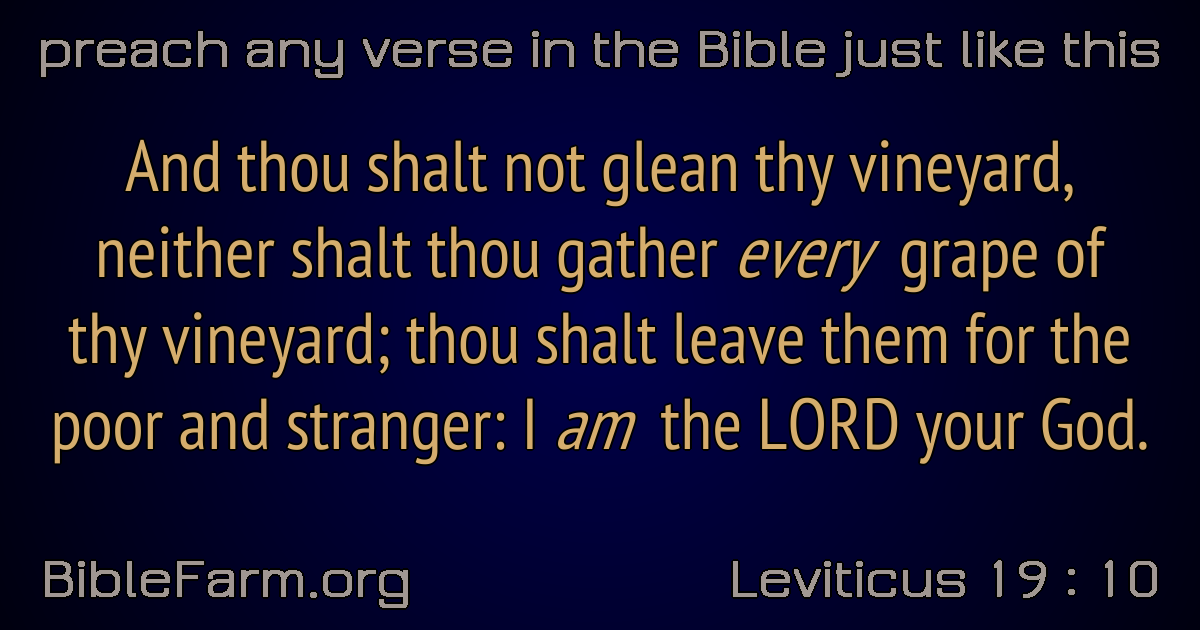 preach any verse in the Bible just like this
And thou shalt not glean thy vineyard,
neither shalt thou gather every grape of
thy vineyard; thou shalt leave them for the
poor and stranger: I am the LORD your God.
BibleFarm.org
Leviticus 19 : 10